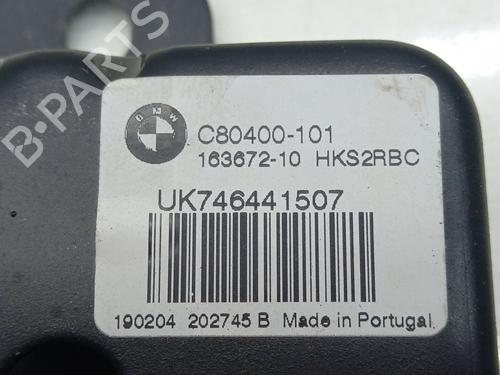 B-PARTS
BMW
C80400-101
163672-10 HKS2RBC
UK746441507
190204 202745 B Made in Portugal